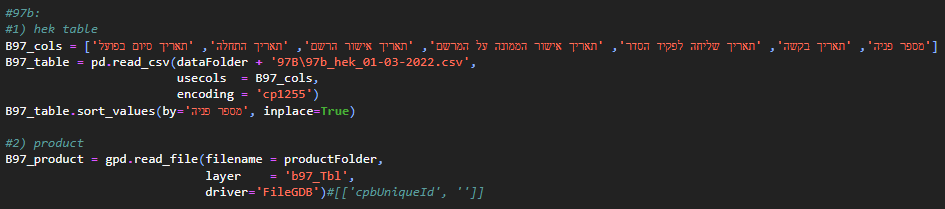 #97b:
#1) hek table
B97_cols = ['מספר פניה', 'תאריך בקשה', 'תאריך שליחה לפקיד הסדר', 'תאריך אישור הממונה על המרשם', 'תאריך אישור הרשם', 'תאריך התחלה', 'תאריך סיום בפועל']
B97_table = pd.read_csv(dataFolder + '97B\97b_hek_01-03-2022.csv',
usecols = B97_cols,
encoding = 'cp1255')
B97_table.sort_values(by='מספר פניה', inplace=True)
#2) product
B97_product = gpd.read_file(filename = productFolder,
layer = 'b97_Tbl',
driver='FileGDB')#[['cpbUniqueId', '']]